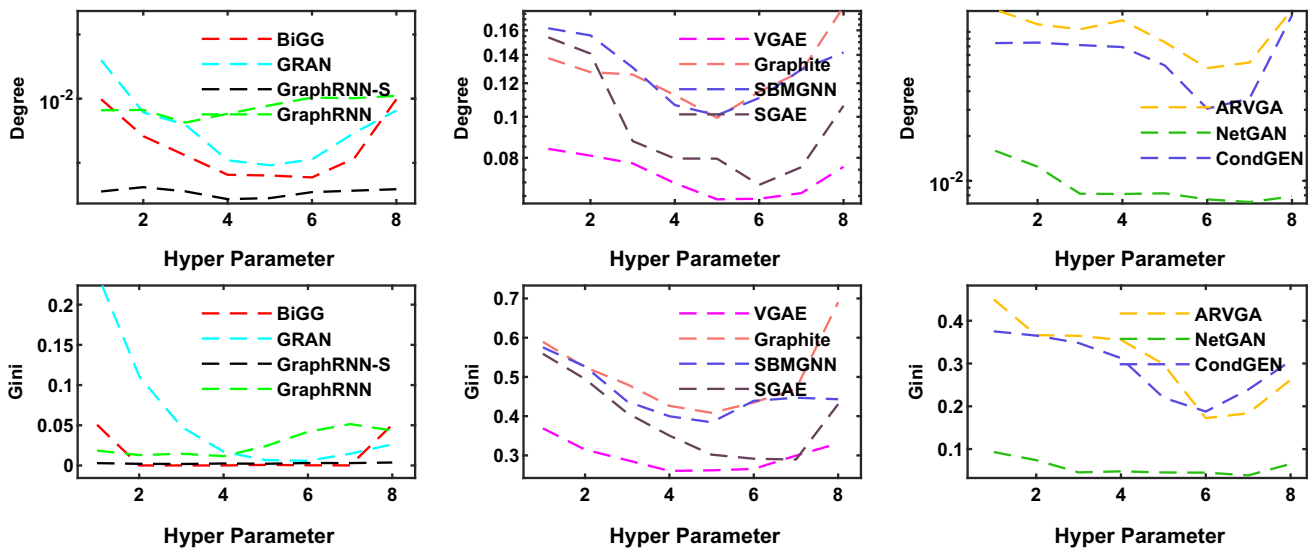 Degree
10-2
BiGG
GRAN
GraphRNN-S
GraphRNN
2 4 6 8
Hyper Parameter
Degree
0.16
0.14
0.12
0.1
0.08
VGAE
Graphite
SBMGNN
SGAE
2 4 6 8
Hyper Parameter
Degree
10-2
ARVGA
NetGAN
CondGEN
2 4 6 8
Hyper Parameter
Gini
0.2
0.15
0.1
0.05
0
BiGG
GRAN
GraphRNN-S
GraphRNN
2 4 6 8
Hyper Parameter
Gini
0.7
0.6
0.5
0.4
0.3
VGAE
Graphite
SBMGNN
SGAE
2 4 6 8
Hyper Parameter
Gini
0.4
0.3
0.2
0.1
ARVGA
NetGAN
CondGEN
2 4 6 8
Hyper Parameter